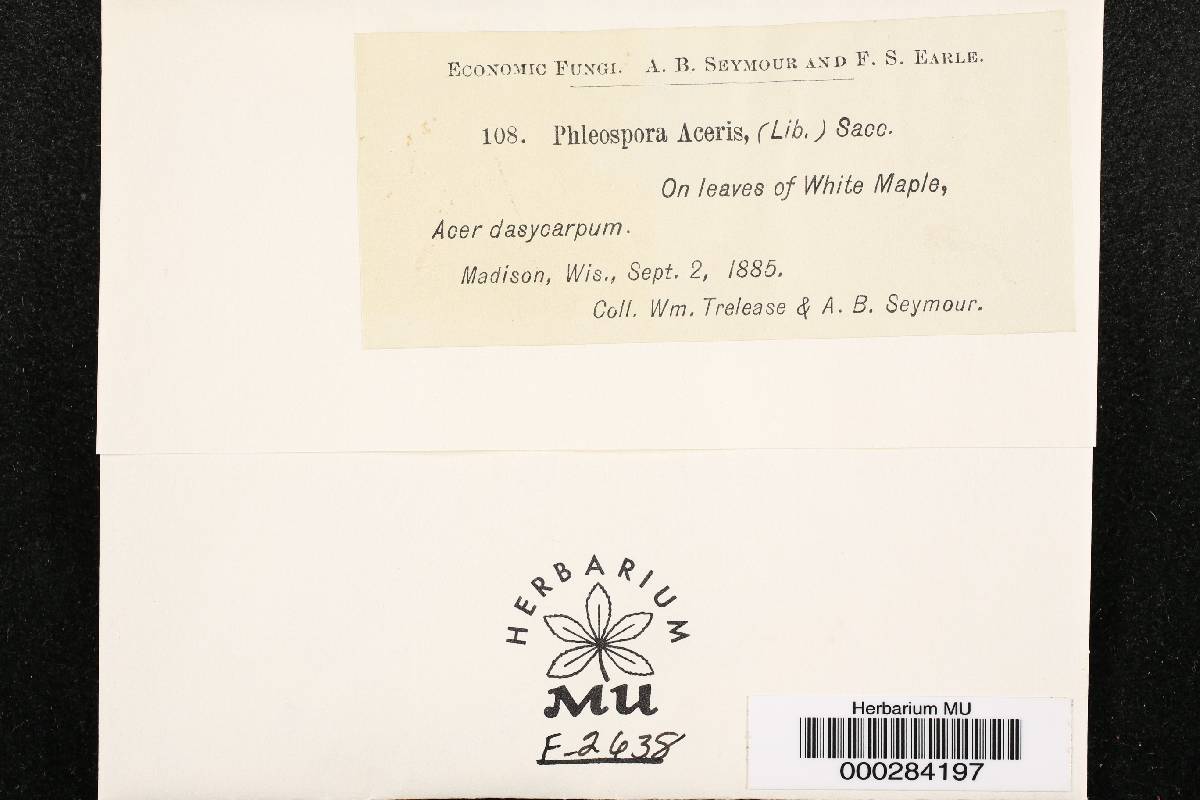 ECONOMIC FUNGI. A. B. SEYMOUR AND F. S. EARLE.
108. Phleospora Aceris, (Lib.) Sacc.
On leaves of White Maple,
Acer dasycarpum.
Madison, Wis., Sept. 2, 1885.
Coll. Wm. Trelease & A. B. Seymour.
HERBARIUM
MU
F-2638
Herbarium MU
000284197